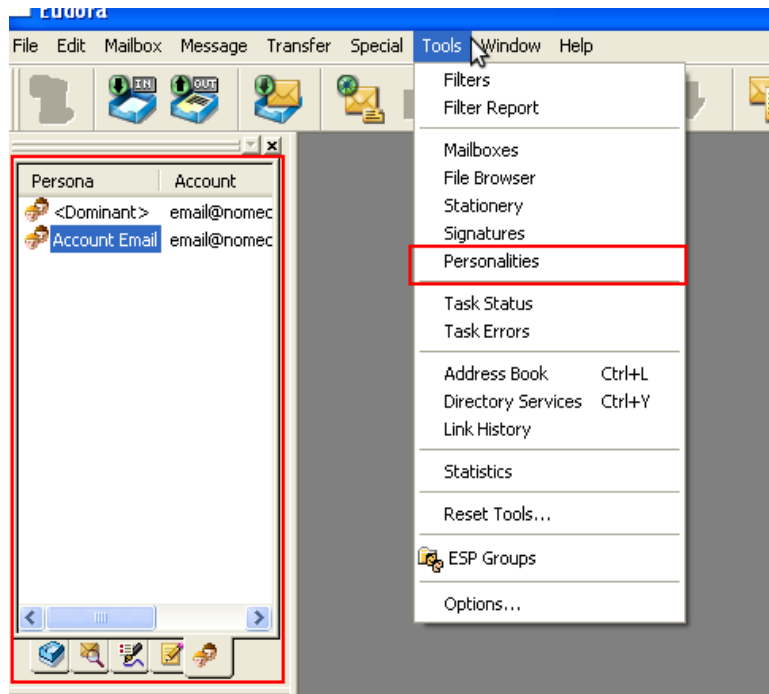 Eudora
File Edit Mailbox Message Transfer Special Tools Window Help
IN OUT
Persona Account
<Dominant> email@nomec
Account Email email@nomec
Filters
Filter Report
Mailboxes
File Browser
Stationery
Signatures
Personalities
Task Status
Task Errors
Address Book Ctrl+L
Directory Services Ctrl+Y
Link History
Statistics
Reset Tools...
ESP Groups
Options...